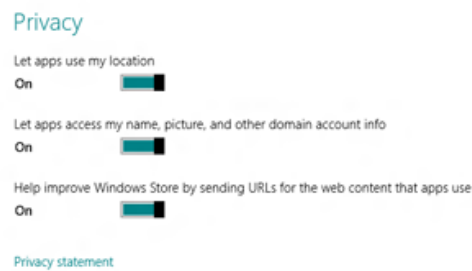 Privacy
Let apps use my location
On
Let apps access my name, picture, and other domain account info
On
Help improve Windows Store by sending URLs for the web content that apps use
On
Privacy statement